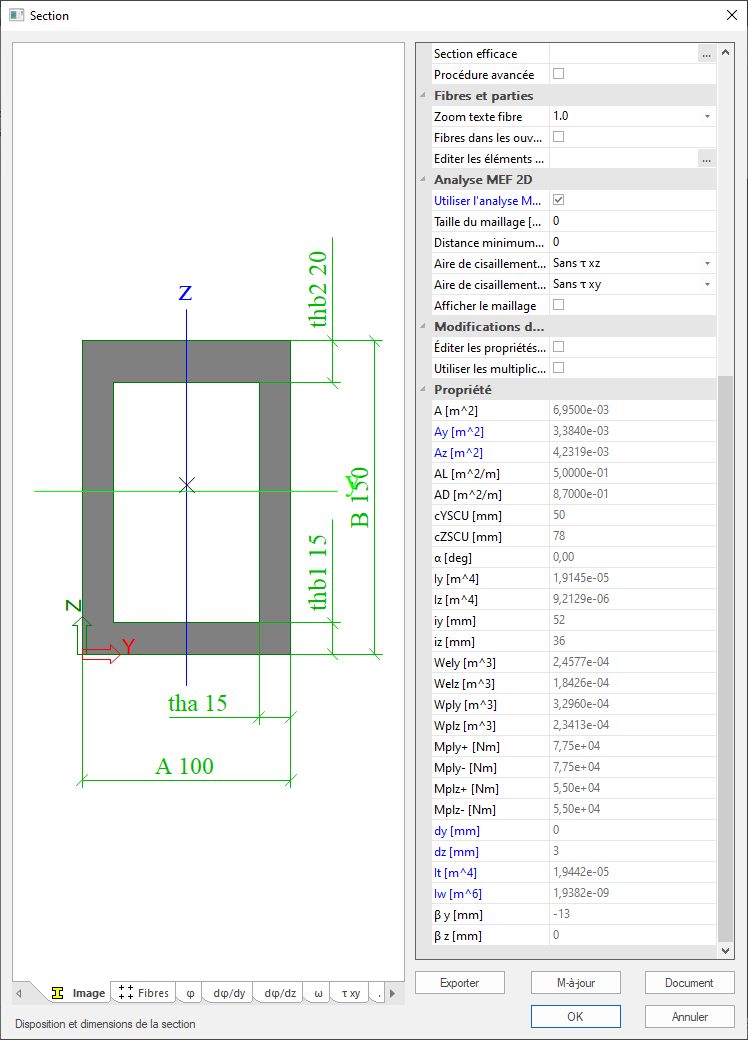 Section
Section efficace
...
Procédure avancée
Fibres et parties
Zoom texte fibre 1.0
Fibres dans les ouv...
Editer les éléments ...
...
Analyse MEF 2D
Utiliser l'analyse M...
Taille du maillage [... 0
Distance minimum... 0
Aire de cisaillement... Sans τ xz
Aire de cisaillement... Sans τ xy
Afficher le maillage
Modifications d...
Éditer les propriétés...
Utiliser les multiplic...
Propriété
A [m^2] 6,9500e-03
Ay [m^2] 3,3840e-03
Az [m^2] 4,2319e-03
AL [m^2/m] 5,0000e-01
AD [m^2/m] 8,7000e-01
cYSCU [mm] 50
cZSCU [mm] 78
α [deg] 0,00
Iy [m^4] 1,9145e-05
Iz [m^4] 9,2129e-06
iy [mm] 52
iz [mm] 36
Wely [m^3] 2,4577e-04
Welz [m^3] 1,8426e-04
Wply [m^3] 3,2960e-04
Wplz [m^3] 2,3413e-04
Mply+ [Nm] 7,75e+04
Mply- [Nm] 7,75e+04
Mplz+ [Nm] 5,50e+04
Mplz- [Nm] 5,50e+04
dy [mm] 0
dz [mm] 3
It [m^4] 1,9442e-05
Iw [m^6] 1,9382e-09
β y [mm] -13
β z [mm] 0
z
thb2 20
y
B 150
thb1 15
Z
Y
tha 15
A 100
Image
Fibres
φ
dφ/dy
dφ/dz
ω
τ xy
.
Exporter
M-à-jour
Document
Disposition et dimensions de la section
OK
Annuler